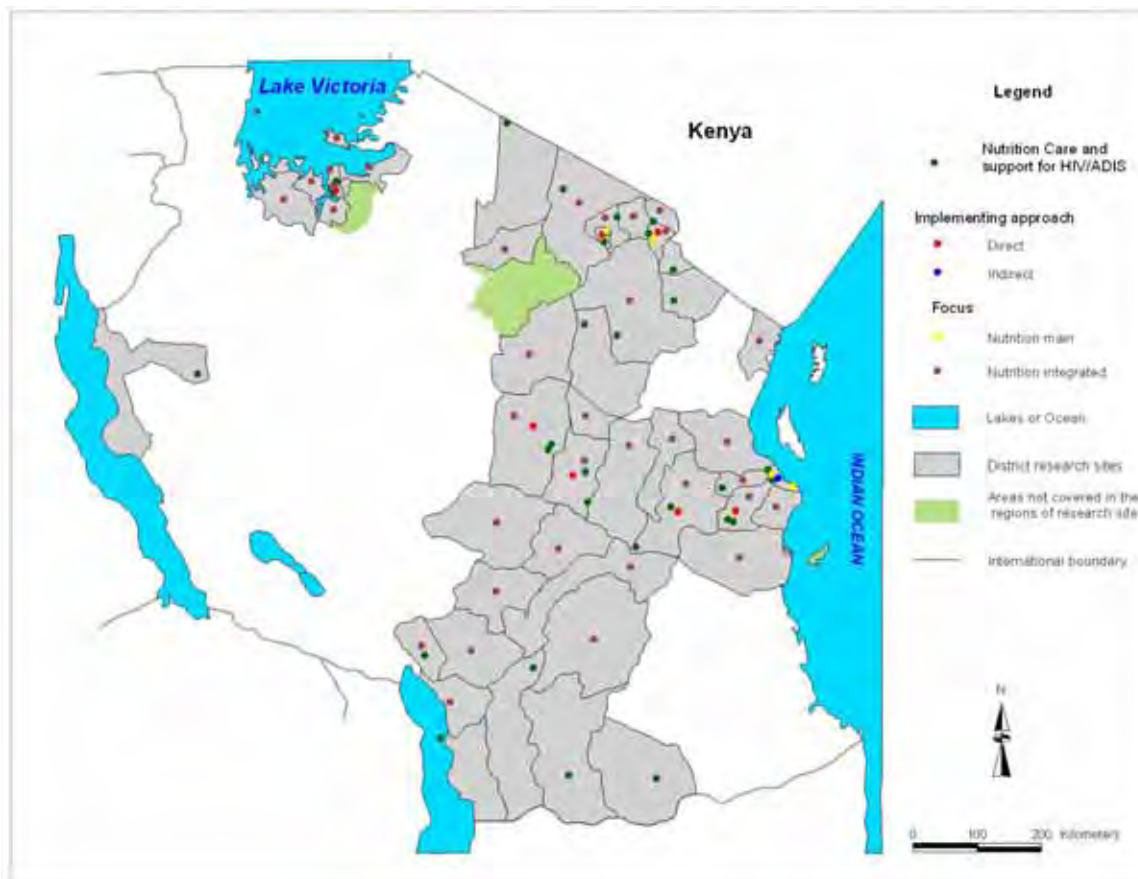 Lake Victoria
Kenya
INDIAN OCEAN
Legend
Nutrition Care and
support for HIV/ADIS
Implementing approach
Direct
Indirect
Focus
Nutrition main
Nutrition integrated
Lakes or Ocean
District research sites
Areas not covered in the
regions of research site
International boundary
N
0 100 200 Kilometers